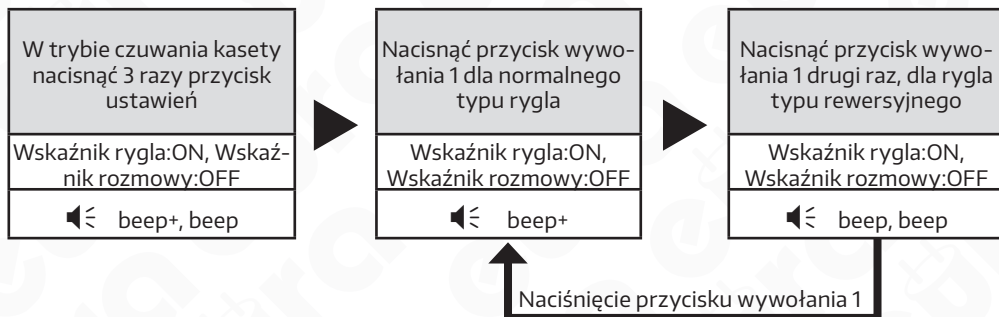 W trybie czuwania kasety
nacisnąć 3 razy przycisk
ustawień
Wskaźnik rygla:ON, Wskaź-
nik rozmowy:OFF
beep+, beep
Nacisnąć przycisk wywo-
łania 1 dla normalnego
typu rygla
Wskaźnik rygla:ON,
Wskaźnik rozmowy:OFF
beep+
Nacisnąć przycisk wywo-
łania 1 drugi raz, dla rygla
typu rewersyjnego
Wskaźnik rygla:ON,
Wskaźnik rozmowy:OFF
beep, beep
Naciśnięcie przycisku wywołania 1